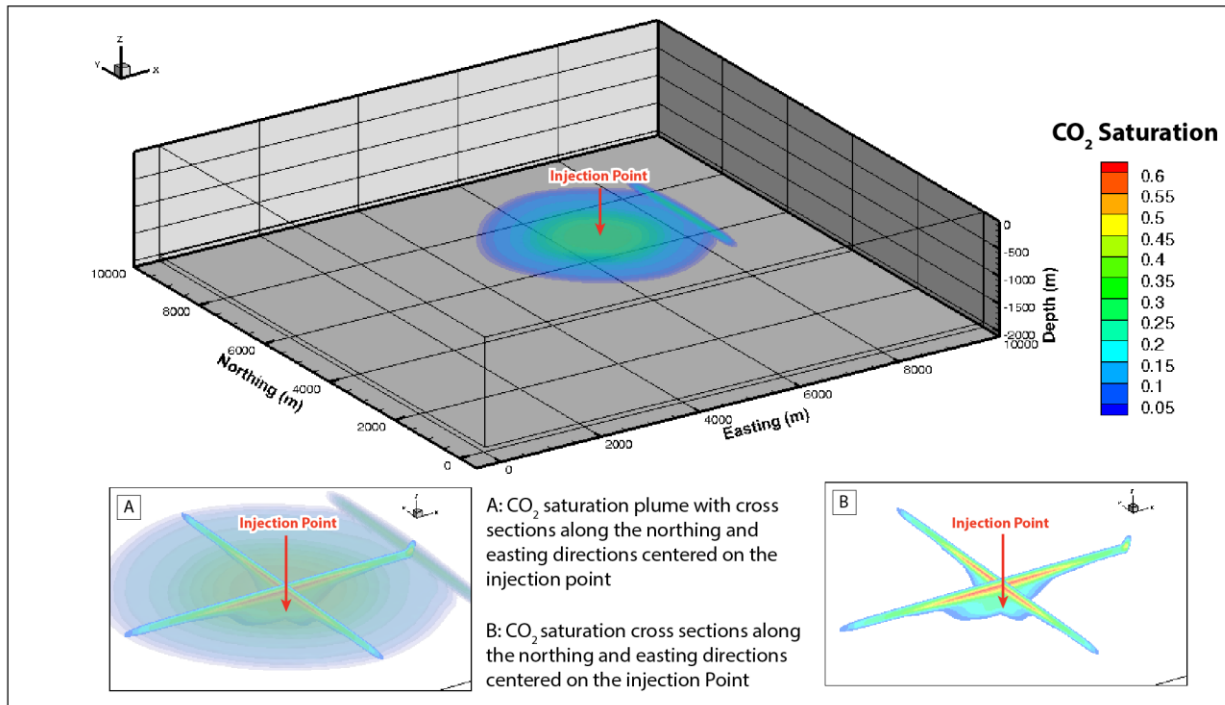 Z
Y
X
Injection Point
CO₂ Saturation
0.6
0.55
0.5
0.45
0.4
0.35
0.3
0.25
0.2
0.15
0.1
0.05
0
-500
-1000
-1500
-2000
Depth (m)
10000
8000
6000
4000
2000
0
Northing (m)
10000
8000
6000
4000
2000
0
Easting (m)
A
Injection Point
A: CO₂ saturation plume with cross
sections along the northing and
easting directions centered on the
injection point
B: CO₂ saturation cross sections along
the northing and easting directions
centered on the injection Point
B
Injection Point